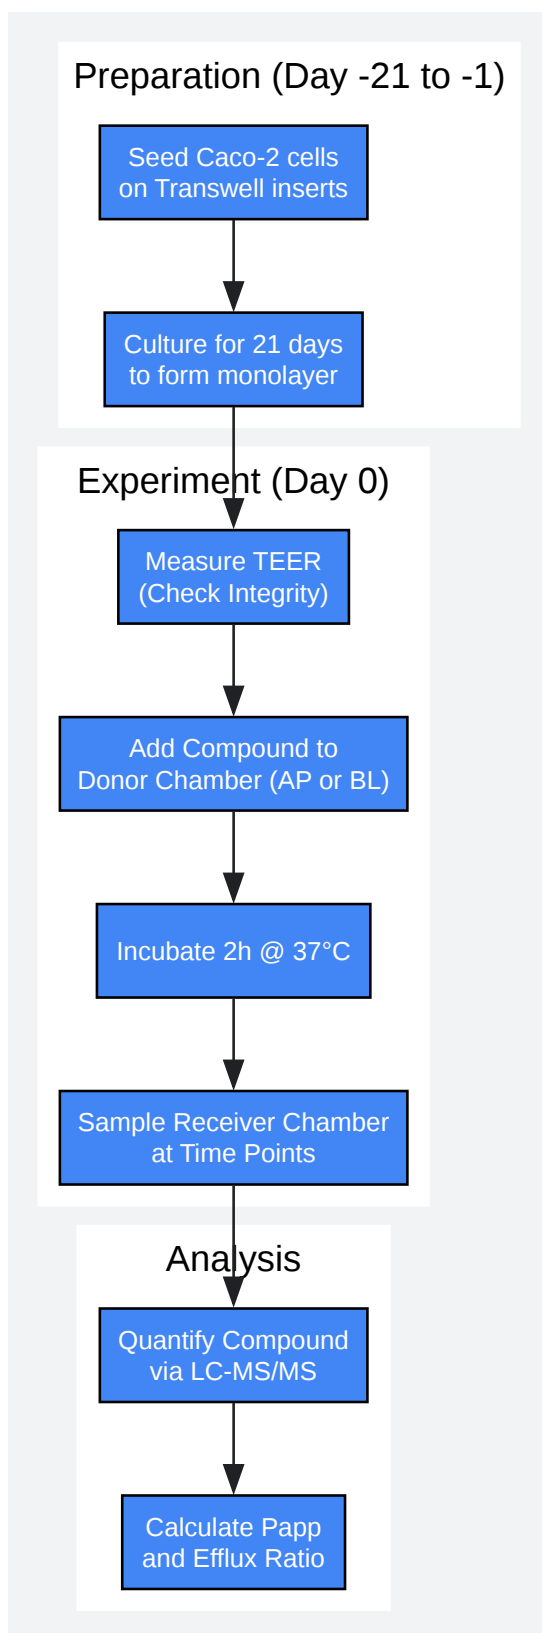 Preparation (Day -21 to -1)
Seed Caco-2 cells
on Transwell inserts
Culture for 21 days
to form monolayer
Experiment (Day 0)
Measure TEER
(Check Integrity)
Add Compound to
Donor Chamber (AP or BL)
Incubate 2h @ 37°C
Sample Receiver Chamber
at Time Points
Analysis
Quantify Compound
via LC-MS/MS
Calculate Papp
and Efflux Ratio